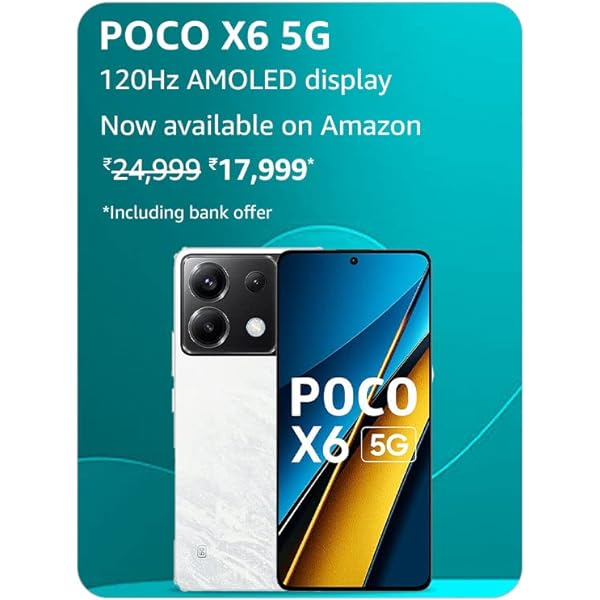 POCO X6 5G
120Hz AMOLED display
Now available on Amazon
₹24,999 ₹17,999*
*Including bank offer
POCO
X6 5G